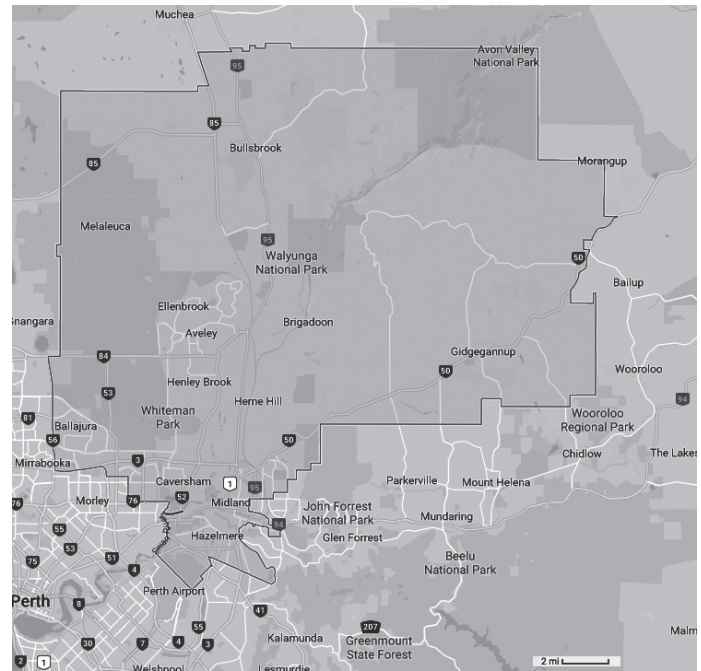 Muchea
Avon Valley
National Park
95
85
Bullsbrook
85
Morangup
Melaleuca
95
Walyunga
National Park
50
Bailup
Ellenbrook
Gnangara
Aveley
Brigadoon
84
Gidgegannup
Henley Brook
50
Wooroloo
53
Herne Hill
94
81
Ballajura
Whiteman
Park
Wooroloo
Regional Park
56
50
Mirrabooka
3
Chidlow
The Lakes
Caversham
1
95
Parkerville
Mount Helena
76
Morley
76
52
Midland
John Forrest
National Park
Mundaring
55
94
53
Hazelmere
Glen Forrest
75
51
4
Beelu
National Park
Perth Airport
Perth
8
41
207
Malm
30
7
4
55
3
Kalamunda
Greenmount
State Forest
2
1
Welshpool
Lesmurdie
2 mi